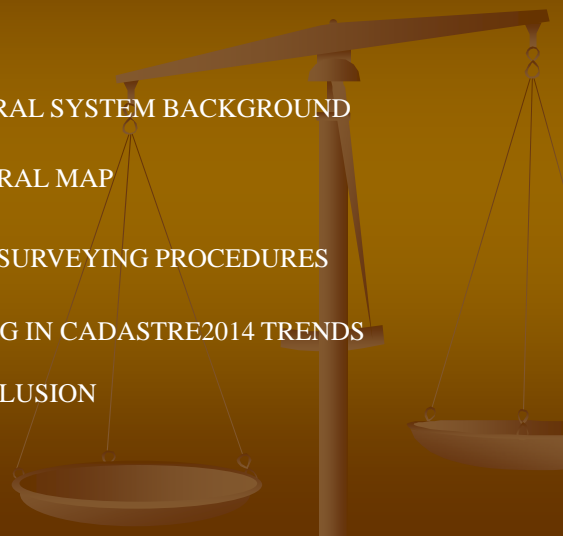 RAL SYSTEM BACKGROUND
RAL MAP
SURVEYING PROCEDURES
G IN CADASTRE2014 TRENDS
LUSION